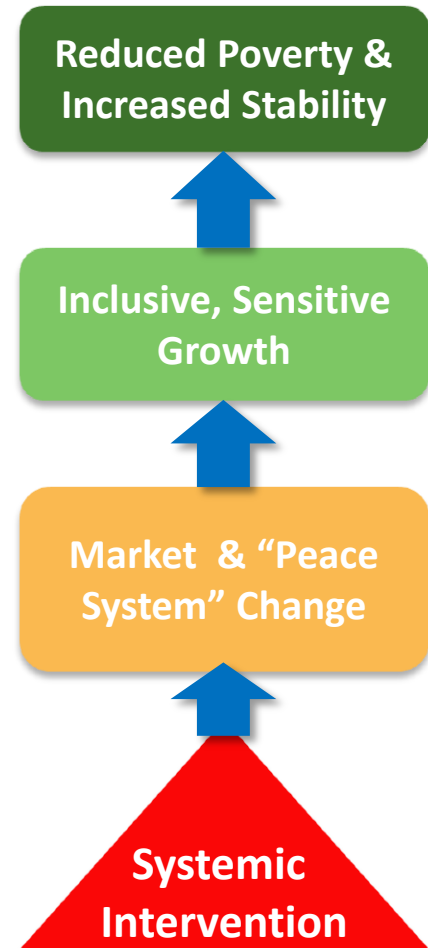 Reduced Poverty &
Increased Stability
Inclusive, Sensitive
Growth
Market & “Peace
System” Change
Systemic
Intervention